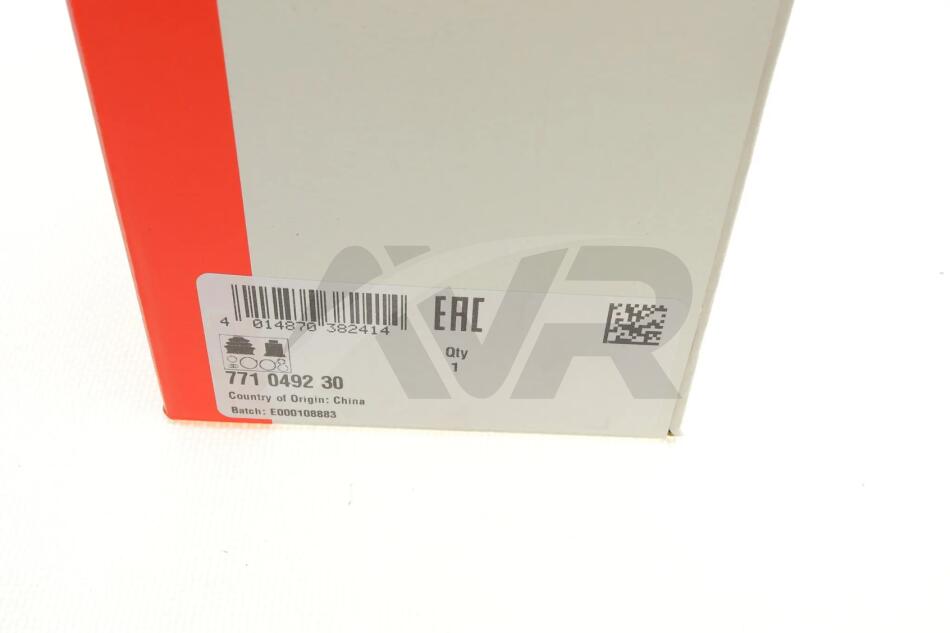 4 014870 382414
EAC
Qty
1
771 0492 30
Country of Origin: China
Batch: E000108883
AVR